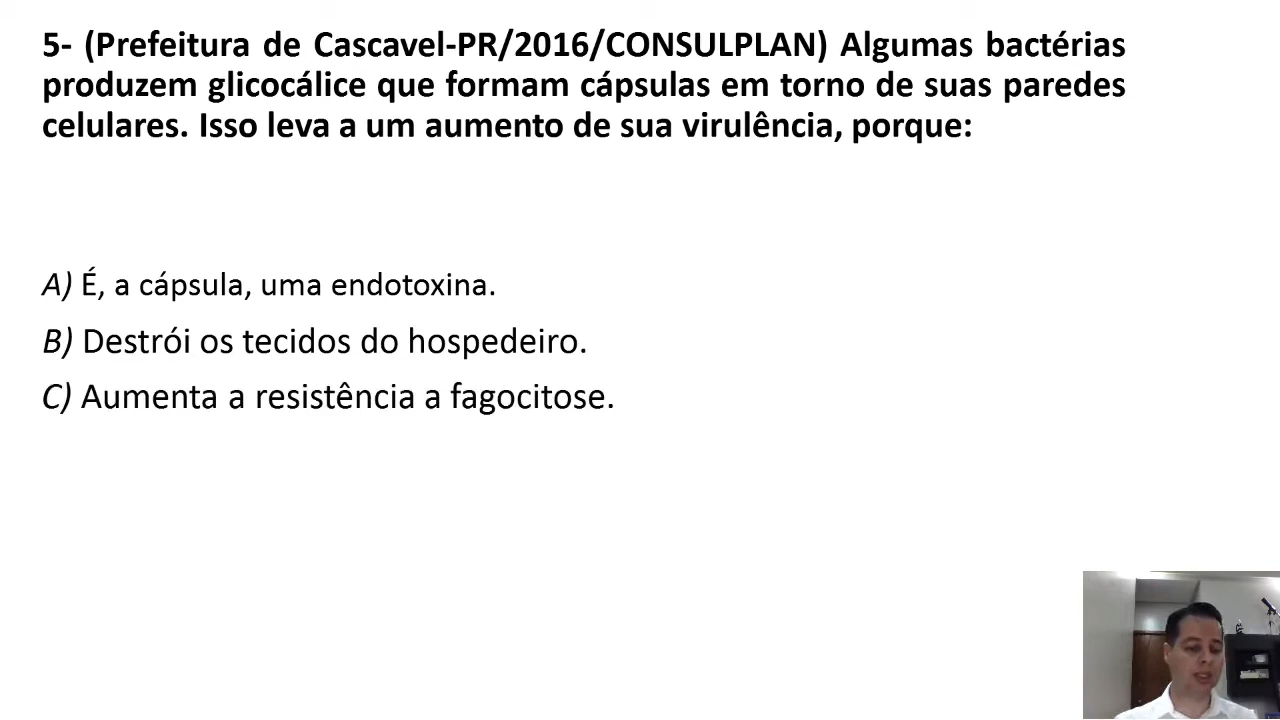 5- (Prefeitura de Cascavel-PR/2016/CONSULPLAN) Algumas bactérias
produzem glicocálice que formam cápsulas em torno de suas paredes
celulares. Isso leva a um aumento de sua virulência, porque:
A) É, a cápsula, uma endotoxina.
B) Destrói os tecidos do hospedeiro.
C) Aumenta a resistência a fagocitose.